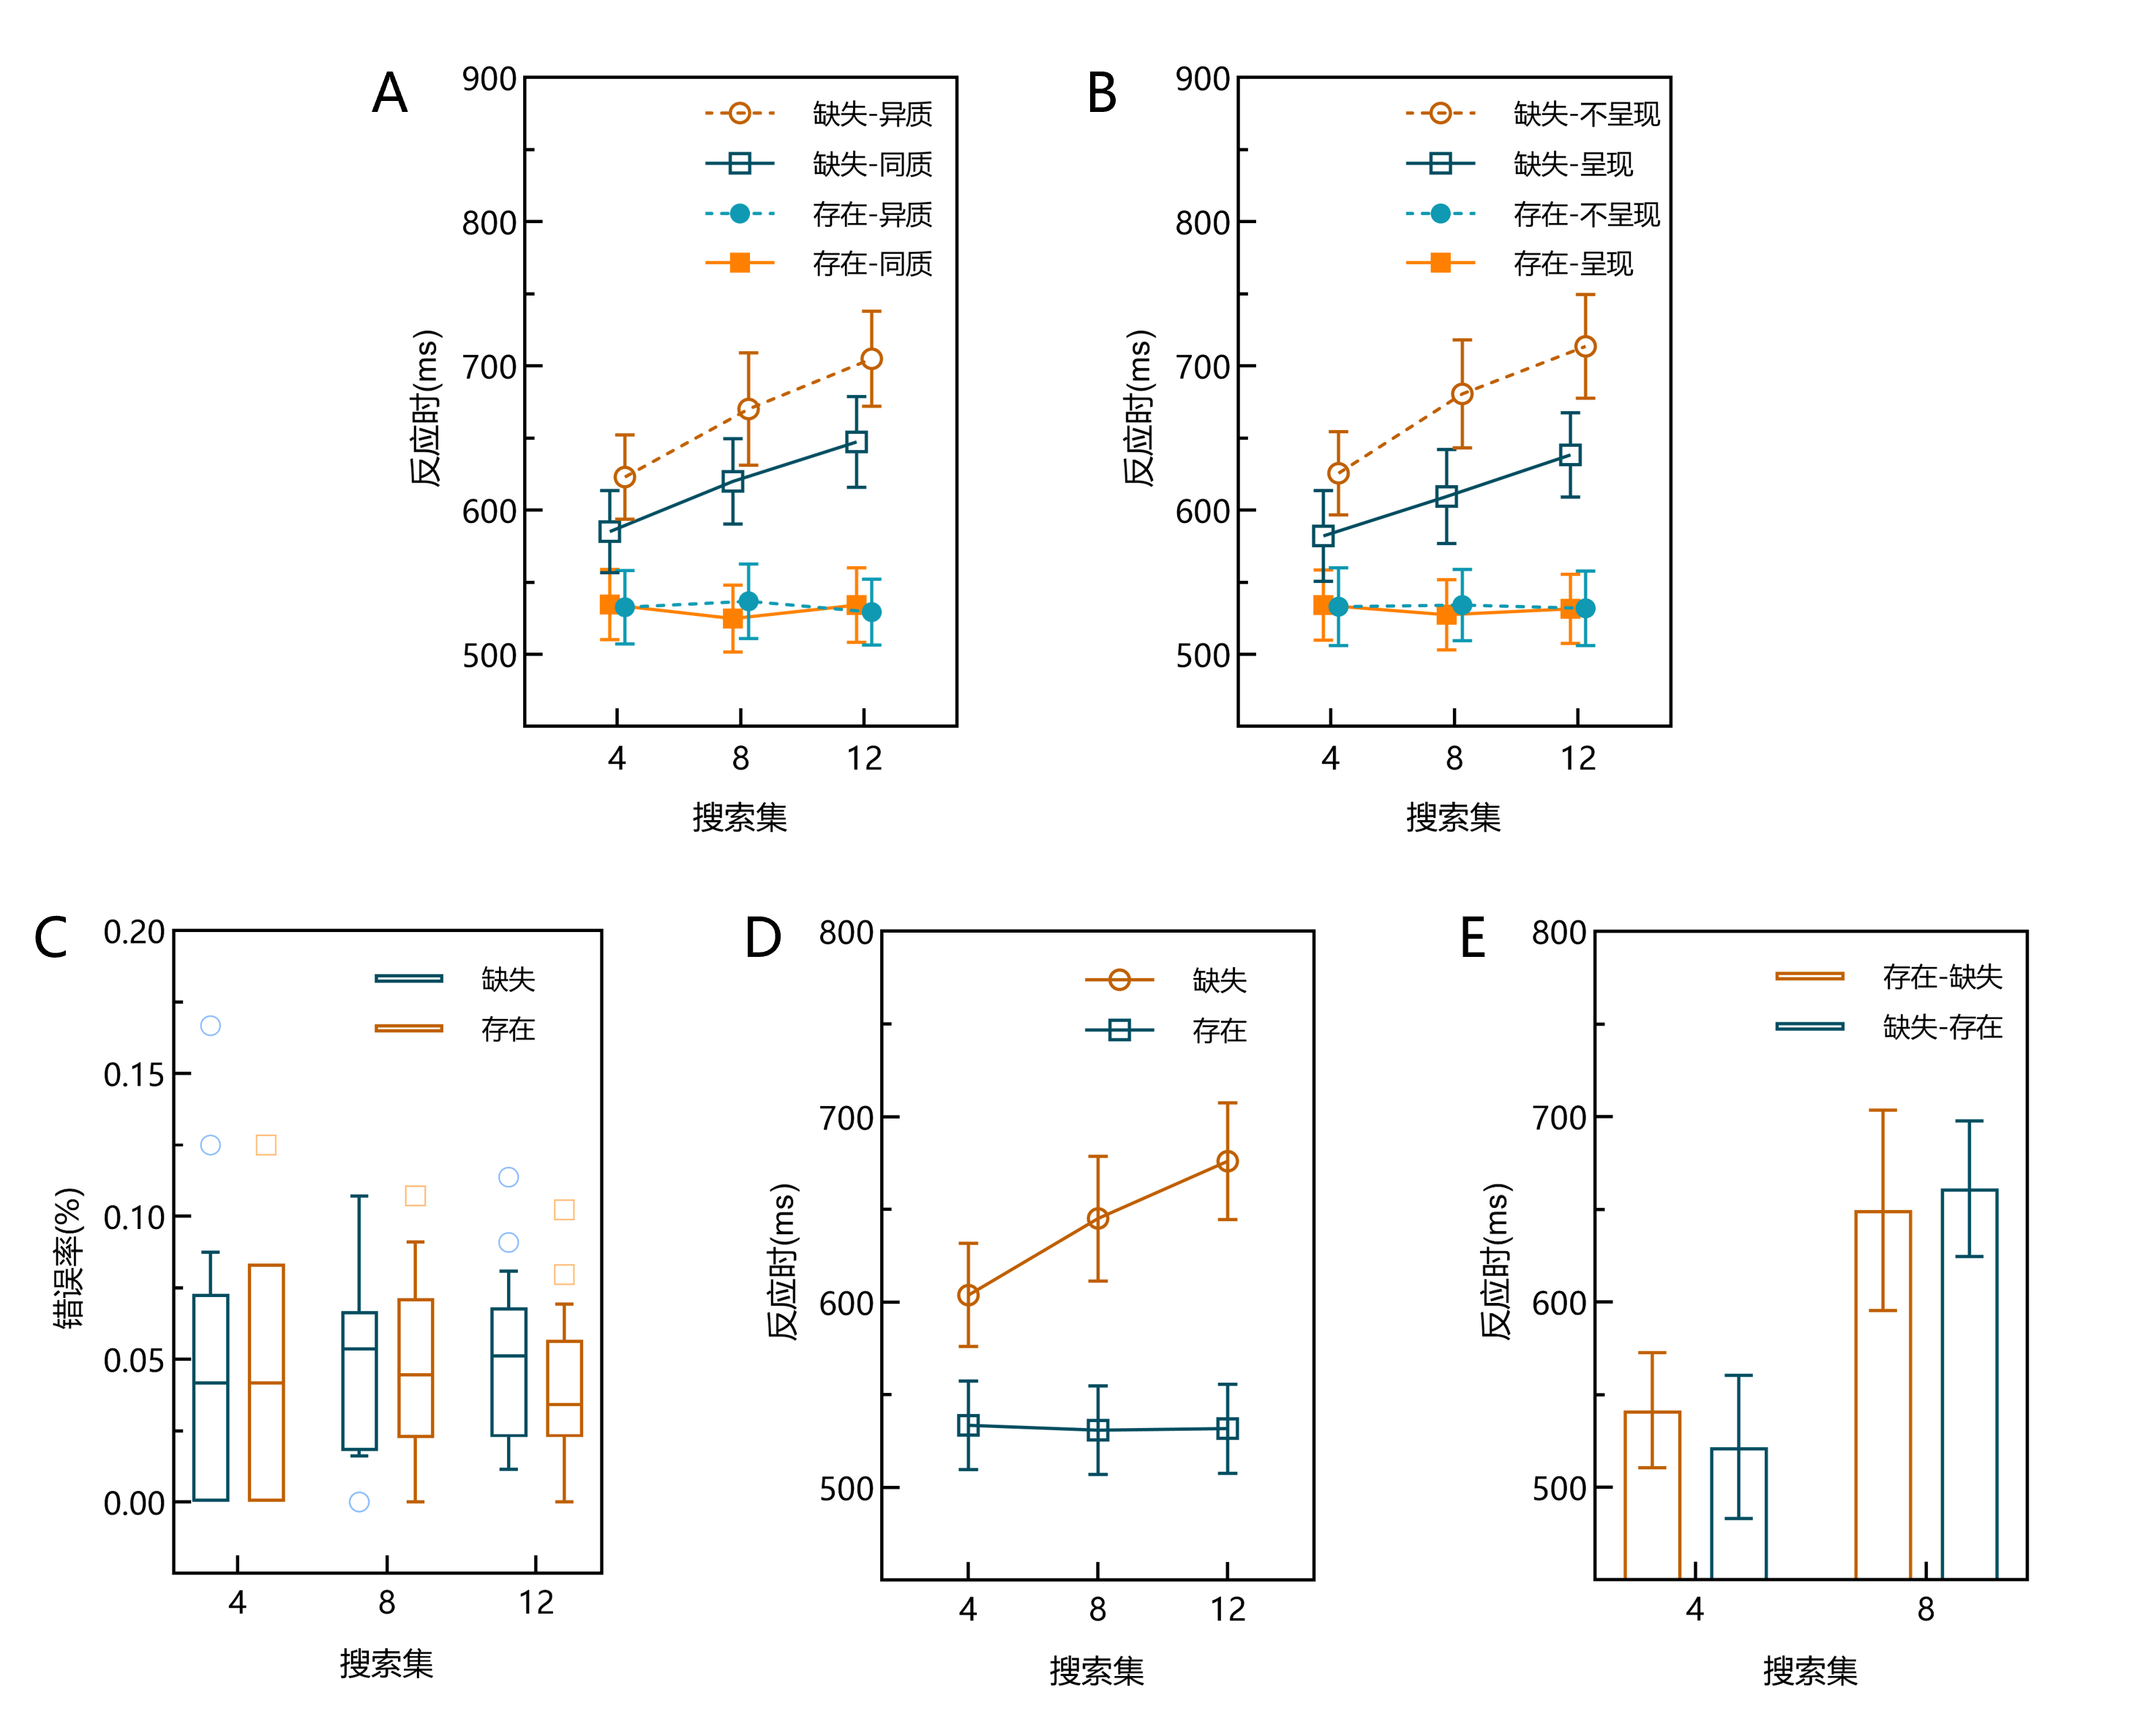 A
900
800
700
600
500
反应时(ms)
缺失-异质
缺失-同质
存在-异质
存在-同质
4 8 12
搜索集
B
900
800
700
600
500
反应时(ms)
缺失-不呈现
缺失-呈现
存在-不呈现
存在-呈现
4 8 12
搜索集
C
0.20
0.15
0.10
0.05
0.00
错误率(%)
缺失
存在
4 8 12
搜索集
D
800
700
600
500
反应时(ms)
缺失
存在
4 8 12
搜索集
E
800
700
600
500
反应时(ms)
存在-缺失
缺失-存在
4 8
搜索集